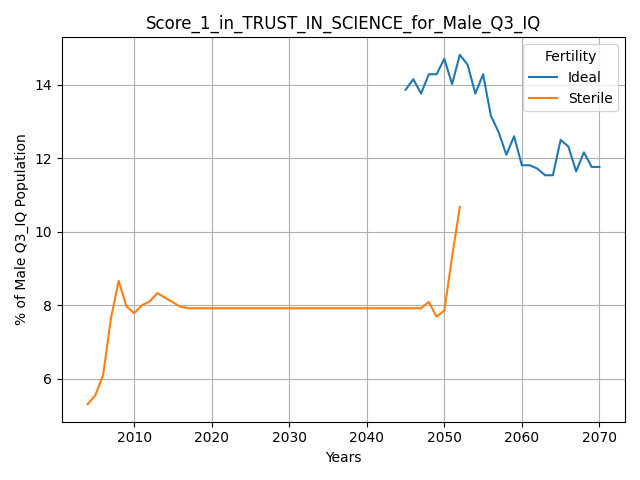 Score_1_in_TRUST_IN_SCIENCE_for_Male_Q3_IQ
Fertility
Ideal
Sterile
% of Male Q3_IQ Population
14
12
10
8
6
2010 2020 2030 2040 2050 2060 2070
Years